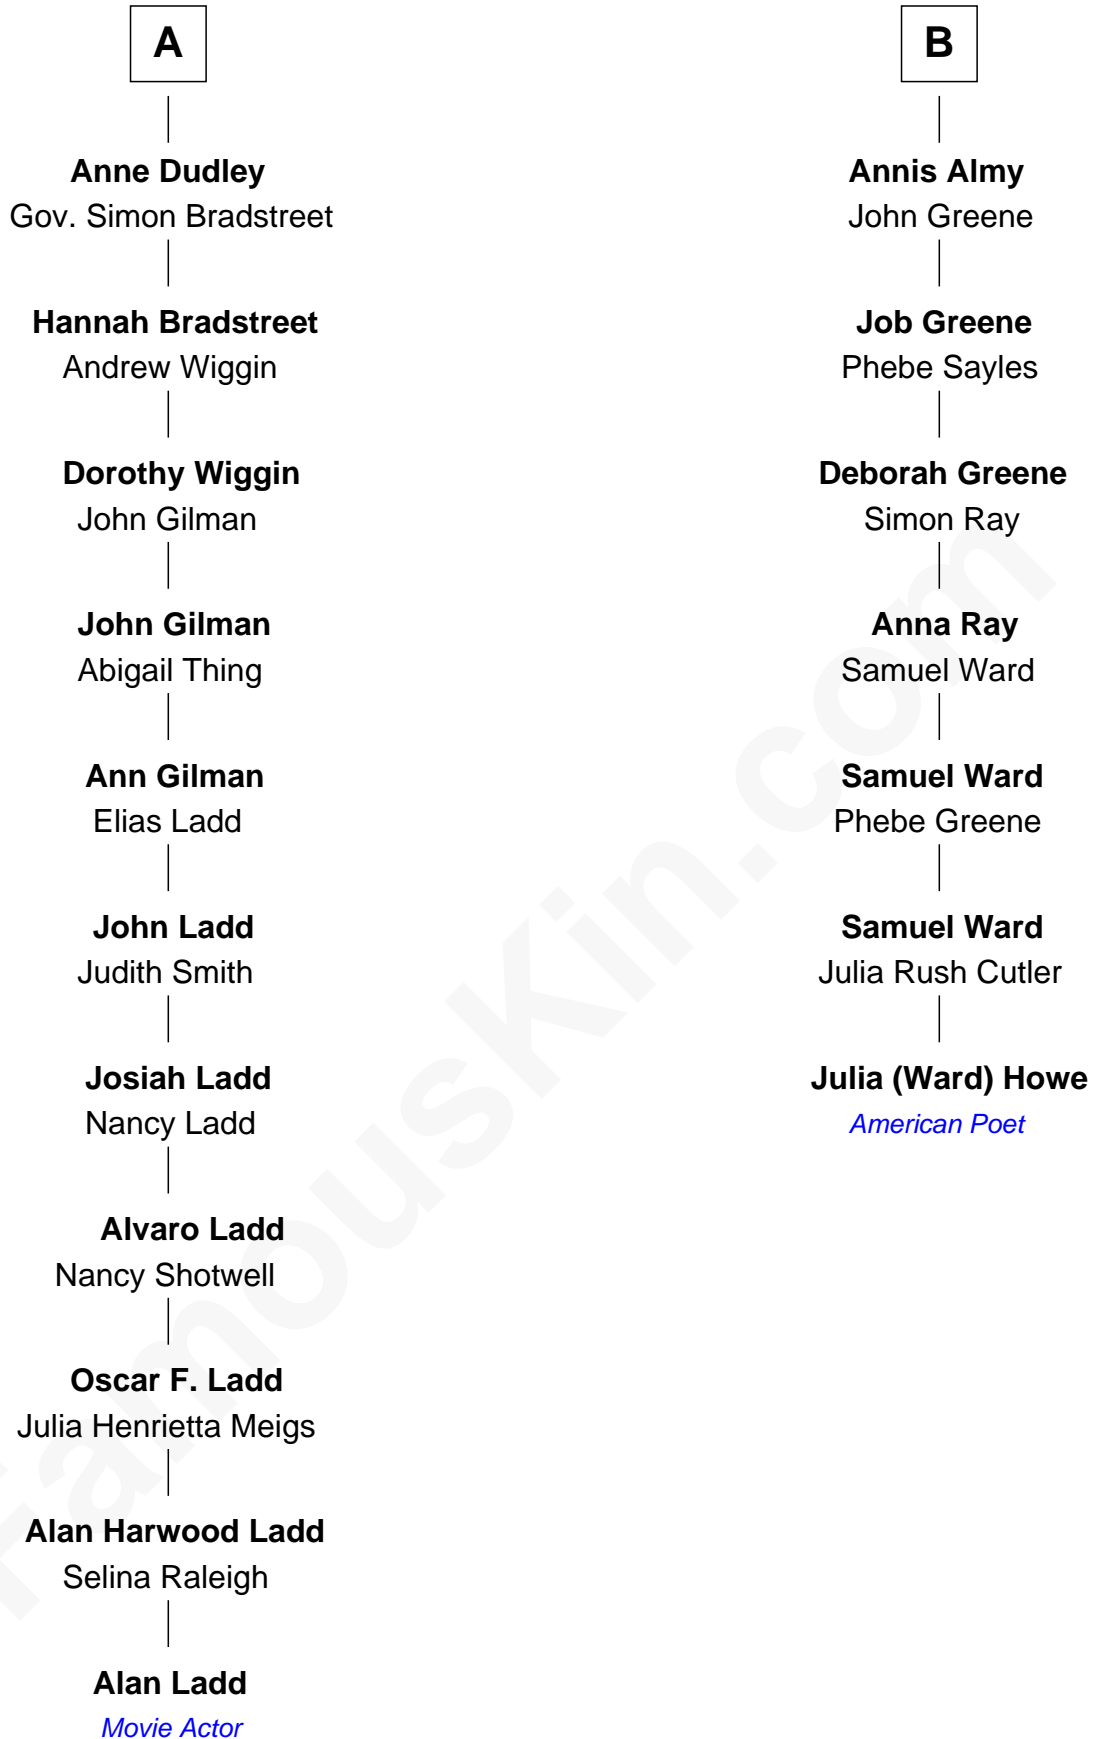 A
Anne Dudley
Gov. Simon Bradstreet
Hannah Bradstreet
Andrew Wiggin
Dorothy Wiggin
John Gilman
John Gilman
Abigail Thing
Ann Gilman
Elias Ladd
John Ladd
Judith Smith
Josiah Ladd
Nancy Ladd
Alvaro Ladd
Nancy Shotwell
Oscar F. Ladd
Julia Henrietta Meigs
Alan Harwood Ladd
Selina Raleigh
Alan Ladd
Movie Actor
B
Annis Almy
John Greene
Job Greene
Phebe Sayles
Deborah Greene
Simon Ray
Anna Ray
Samuel Ward
Samuel Ward
Phebe Greene
Samuel Ward
Julia Rush Cutler
Julia (Ward) Howe
American Poet
FamousKin.com